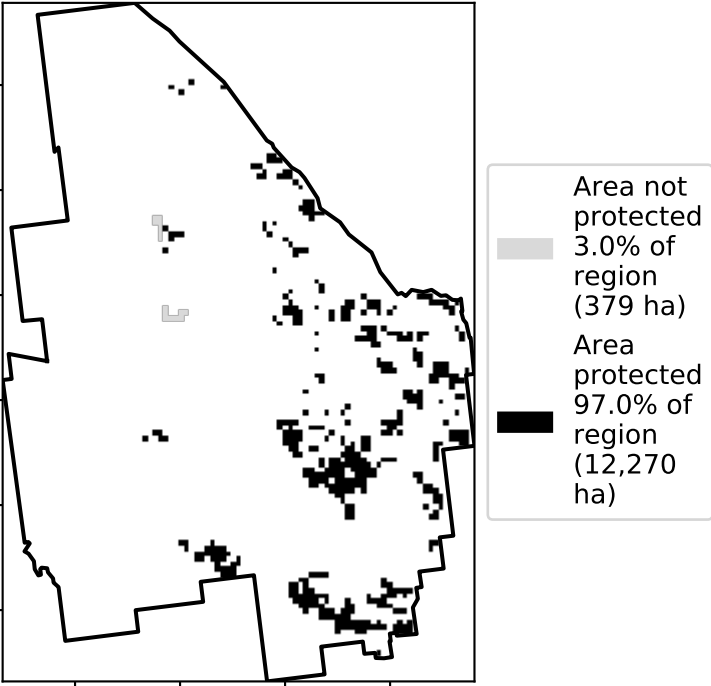 Area not
protected
3.0% of
region
(379 ha)
Area
protected
97.0% of
region
(12,270
ha)